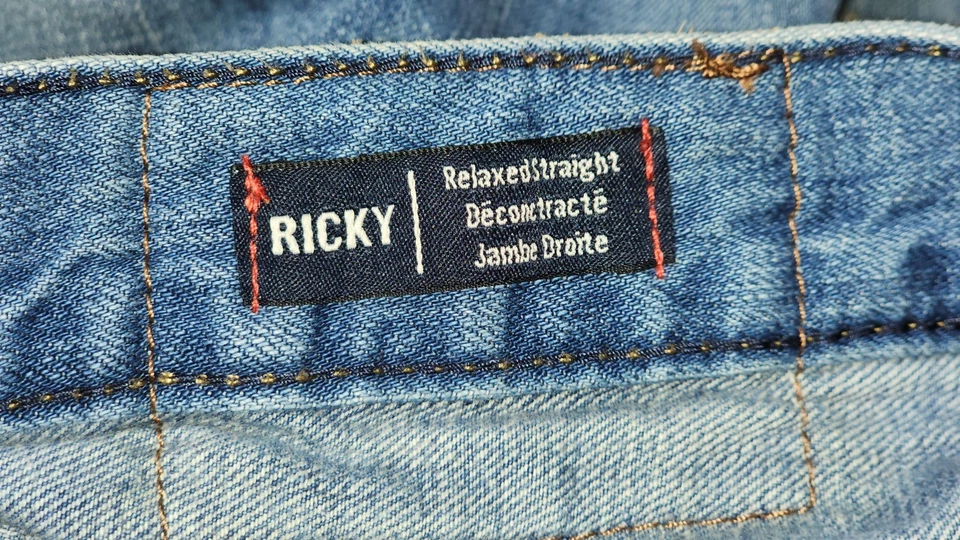 RICKY
RelaxedStraight
Décontracté
Jambe Droite